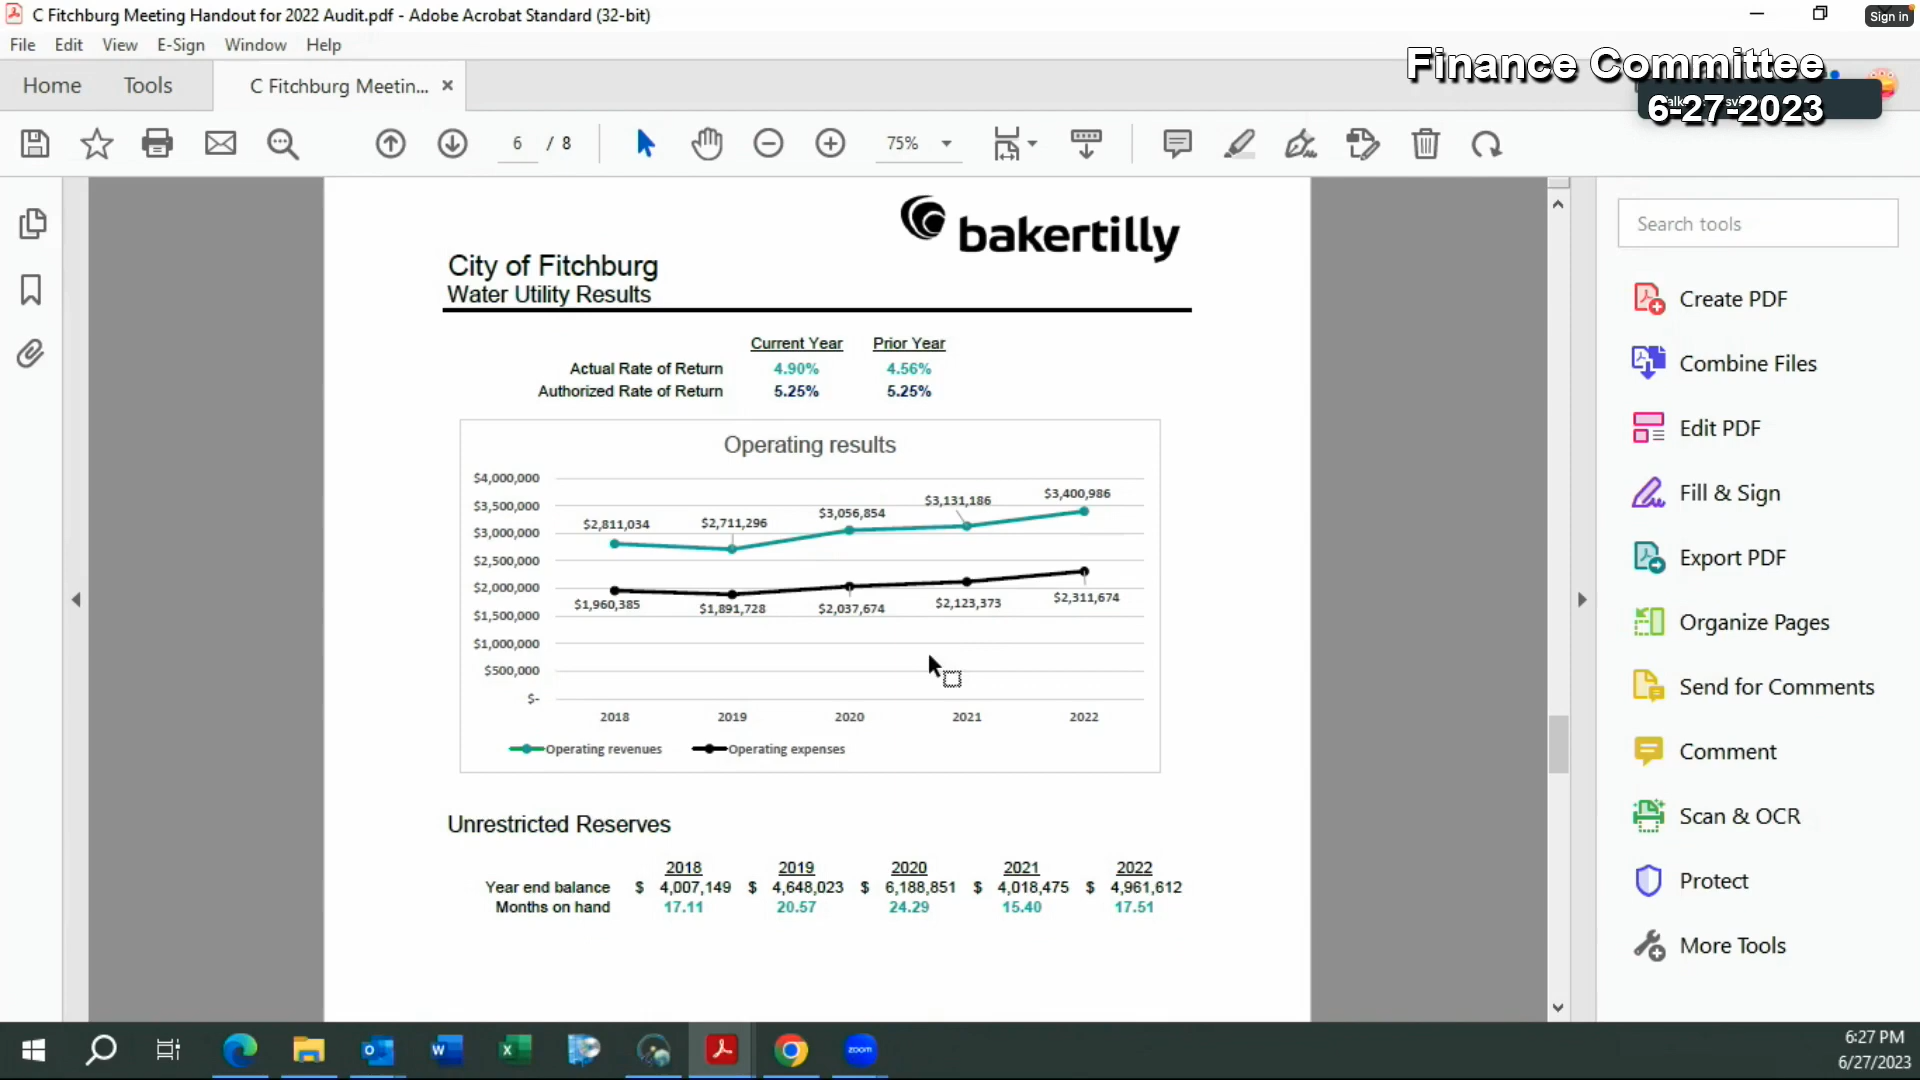 C Fitchburg Meeting Handout for 2022 Audit.pdf - Adobe Acrobat Standard (32-bit)
Sign in
File Edit View E-Sign Window Help
Finance Committee
6-27-2023
Home Tools C Fitchburg Meetin... ×
6 / 8 75%
bakertilly
City of Fitchburg
Water Utility Results
Current Year Prior Year
Actual Rate of Return 4.90% 4.56%
Authorized Rate of Return 5.25% 5.25%
Operating results
$4,000,000
$3,500,000
$3,000,000
$2,500,000
$2,000,000
$1,500,000
$1,000,000
$500,000
$-
$2,811,034 $2,711,296 $3,056,854 $3,131,186 $3,400,986
$1,960,385 $1,891,728 $2,037,674 $2,123,373 $2,311,674
2018 2019 2020 2021 2022
Operating revenues Operating expenses
Unrestricted Reserves
2018 2019 2020 2021 2022
Year end balance $ 4,007,149 $ 4,648,023 $ 6,188,851 $ 4,018,475 $ 4,961,612
Months on hand 17.11 20.57 24.29 15.40 17.51
Search tools
Create PDF
Combine Files
Edit PDF
Fill & Sign
Export PDF
Organize Pages
Send for Comments
Comment
Scan & OCR
Protect
More Tools
zoom
6:27 PM
6/27/2023